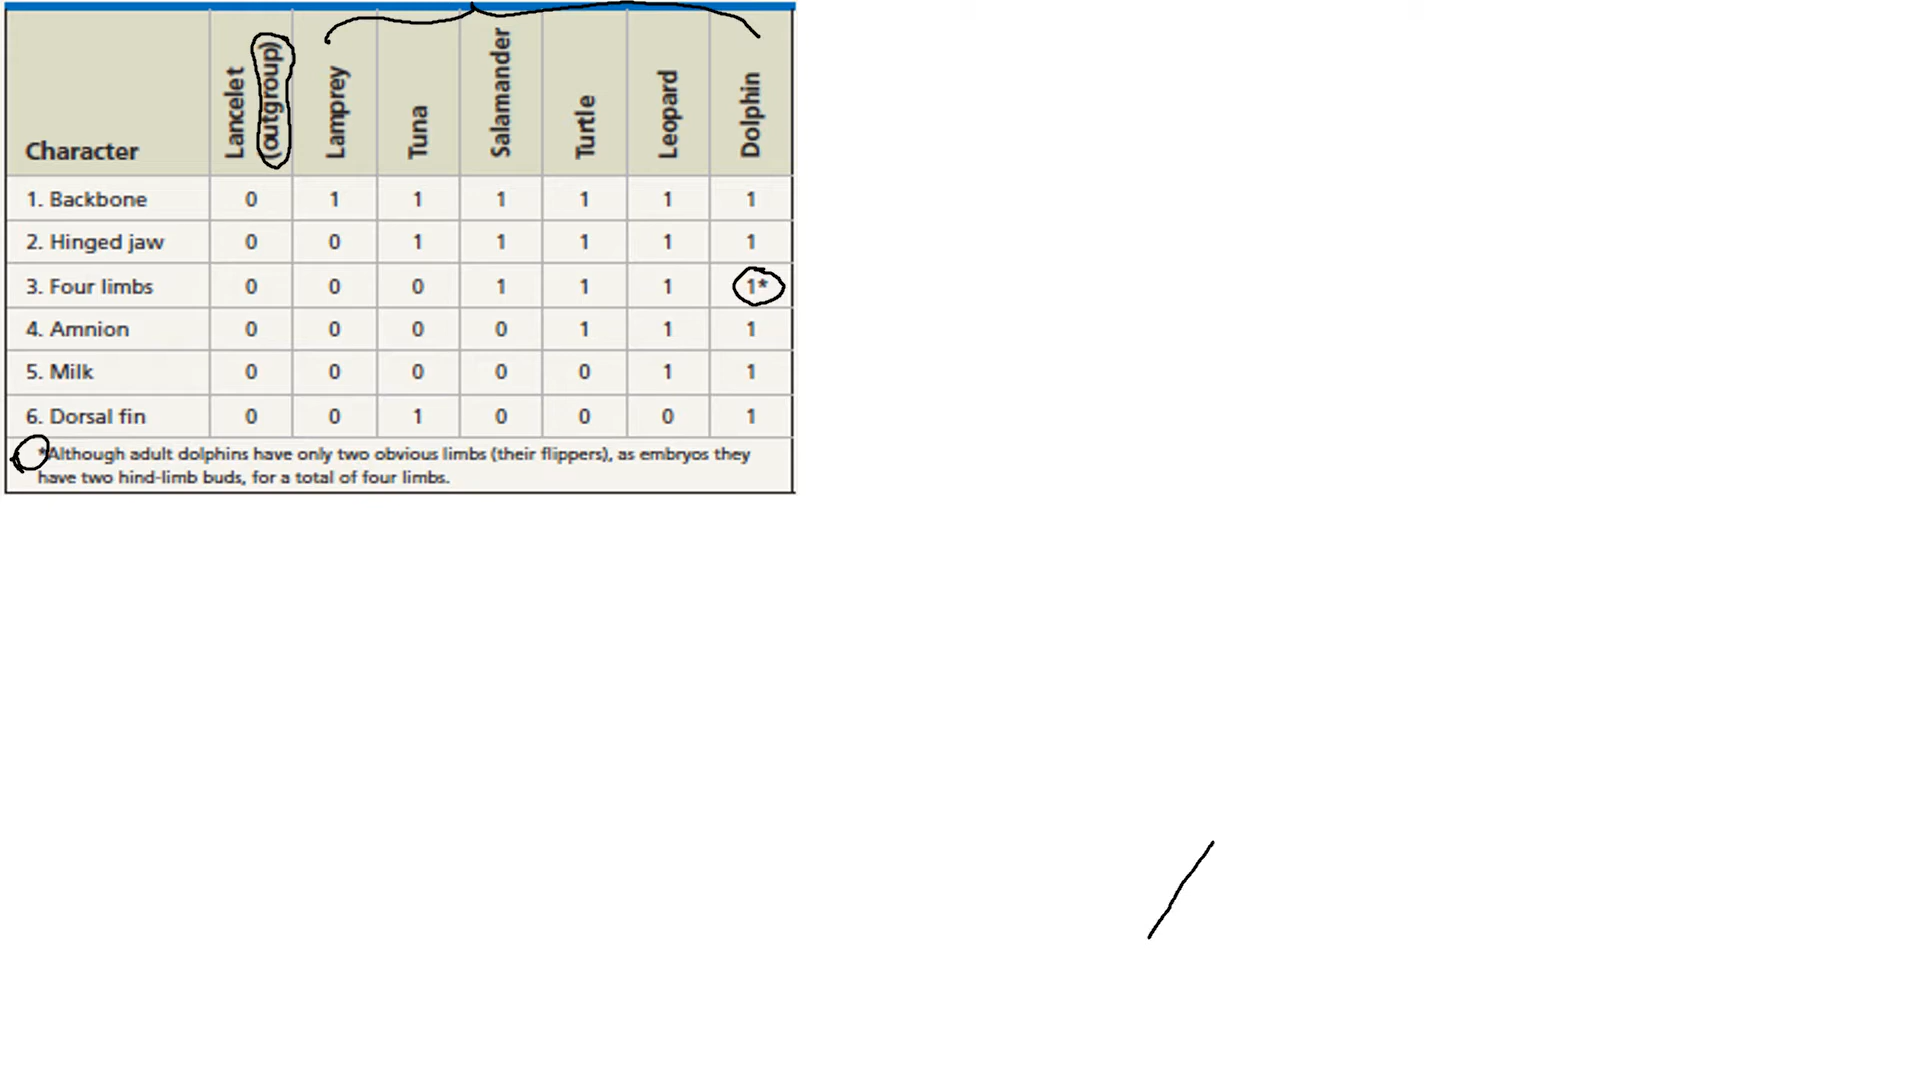 Character Lancelet (outgroup) Lamprey Tuna Salamander Turtle Leopard Dolphin
1. Backbone 0 1 1 1 1 1 1
2. Hinged jaw 0 0 1 1 1 1 1
3. Four limbs 0 0 0 1 1 1 1*
4. Amnion 0 0 0 0 1 1 1
5. Milk 0 0 0 0 0 1 1
6. Dorsal fin 0 0 1 0 0 0 1
*Although adult dolphins have only two obvious limbs (their flippers), as embryos they
have two hind-limb buds, for a total of four limbs.